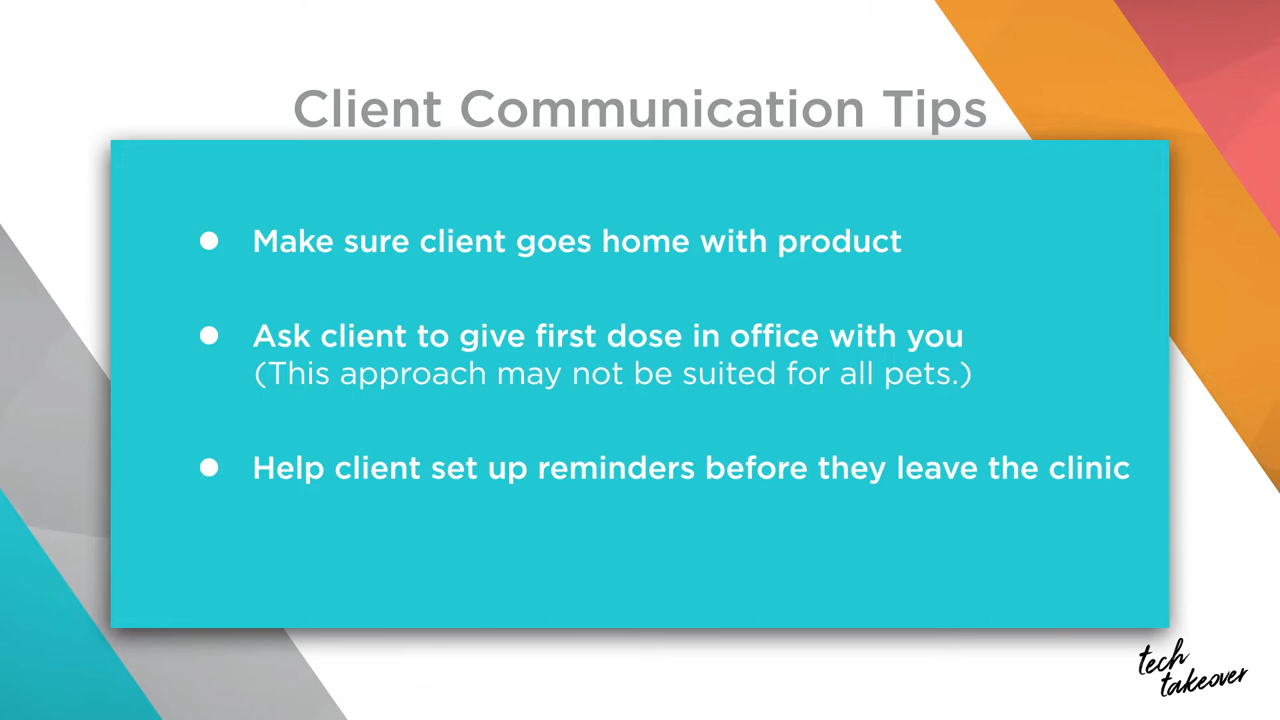 Client Communication Tips
● Make sure client goes home with product
● Ask client to give first dose in office with you
(This approach may not be suited for all pets.)
● Help client set up reminders before they leave the clinic
tech
takeover